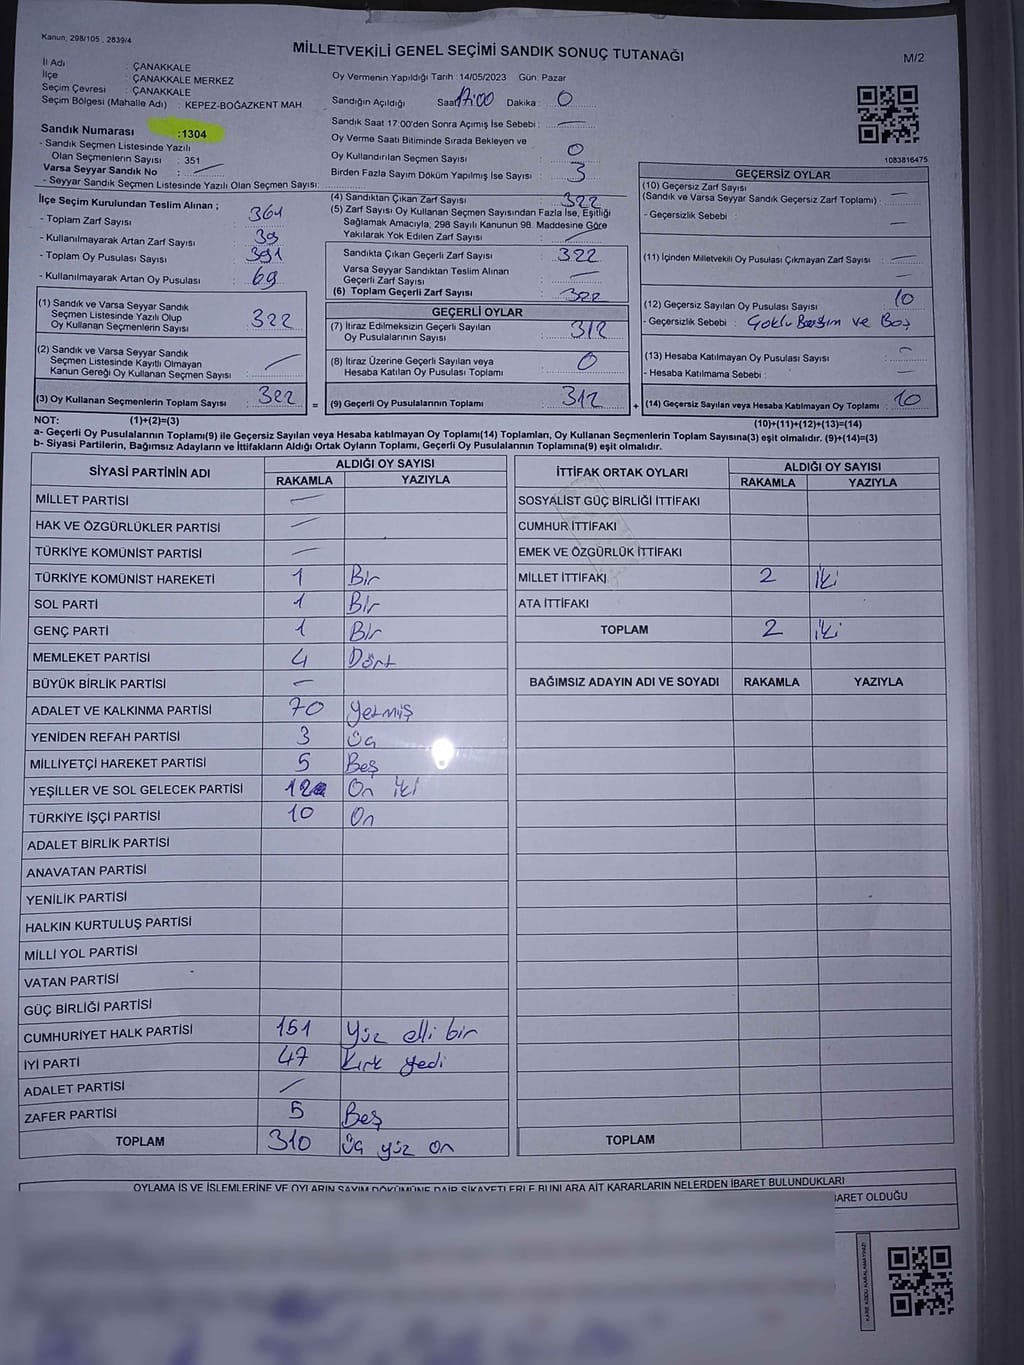 Kanun; 298/105 , 2839/4
MİLLETVEKİLİ GENEL SEÇİMİ SANDIK SONUÇ TUTANAĞI
M/2
İl Adı : ÇANAKKALE
İlçe : ÇANAKKALE MERKEZ
Seçim Çevresi : ÇANAKKALE
Seçim Bölgesi (Mahalle Adı) : KEPEZ-BOĞAZKENT MAH.
Sandık Numarası :1304
- Sandık Seçmen Listesinde Yazılı
Olan Seçmenlerin Sayısı : 351
Varsa Seyyar Sandık No : —
- Seyyar Sandık Seçmen Listesinde Yazılı Olan Seçmen Sayısı:
Oy Vermenin Yapıldığı Tarih :14/05/2023 Gün: Pazar
Sandığın Açıldığı Saat: 17:00 Dakika : 0
Sandık Saat 17:00'den Sonra Açımış İse Sebebi : —
Oy Verme Saati Bitiminde Sırada Bekleyen ve
Oy Kullandırılan Seçmen Sayısı : 0
Birden Fazla Sayım Döküm Yapılmış İse Sayısı : 3
1083816475
İlçe Seçim Kurulundan Teslim Alınan ;
- Toplam Zarf Sayısı : 361
- Kullanılmayarak Artan Zarf Sayısı : 39
- Toplam Oy Pusulası Sayısı : 391
- Kullanılmayarak Artan Oy Pusulası : 69
(1) Sandık ve Varsa Seyyar Sandık
Seçmen Listesinde Yazılı Olup
Oy Kullanan Seçmenlerin Sayısı : 322
(2) Sandık ve Varsa Seyyar Sandık
Seçmen Listesinde Kayıtlı Olmayan
Kanun Gereği Oy Kullanan Seçmen Sayısı : —
(3) Oy Kullanan Seçmenlerin Toplam Sayısı : 322
(4) Sandıktan Çıkan Zarf Sayısı : 322
(5) Zarf Sayısı Oy Kullanan Seçmen Sayısından Fazla İse, Eşitliği
Sağlamak Amacıyla; 298 Sayılı Kanunun 98. Maddesine Göre
Yakılarak Yok Edilen Zarf Sayısı : —
Sandıkta Çıkan Geçerli Zarf Sayısı : 322
Varsa Seyyar Sandıktan Teslim Alınan
Geçerli Zarf Sayısı : —
(6) Toplam Geçerli Zarf Sayısı : 322
GEÇERLİ OYLAR
(7) İtiraz Edilmeksizin Geçerli Sayılan
Oy Pusulalarının Sayısı : 312
(8) İtiraz Üzerine Geçerli Sayılan veya
Hesaba Katılan Oy Pusulası Toplamı : 0
= (9) Geçerli Oy Pusulalarının Toplamı : 312
GEÇERSİZ OYLAR
(10) Geçersiz Zarf Sayısı
(Sandık ve Varsa Seyyar Sandık Geçersiz Zarf Toplamı) : —
- Geçersizlik Sebebi : —
(11) İçinden Milletvekili Oy Pusulası Çıkmayan Zarf Sayısı : —
(12) Geçersiz Sayılan Oy Pusulası Sayısı : 10
- Geçersizlik Sebebi : Çoklu Basım ve Boş
(13) Hesaba Katılmayan Oy Pusulası Sayısı : —
- Hesaba Katılmama Sebebi :
+ (14) Geçersiz Sayılan veya Hesaba Katılmayan Oy Toplamı : 10
NOT: (1)+(2)=(3)
(10)+(11)+(12)+(13)=(14)
a- Geçerli Oy Pusulalarının Toplamı(9) ile Geçersiz Sayılan veya Hesaba katılmayan Oy Toplamı(14) Toplamları, Oy Kullanan Seçmenlerin Toplam Sayısına(3) eşit olmalıdır. (9)+(14)=(3)
b- Siyasi Partilerin, Bağımsız Adayların ve İttifakların Aldığı Ortak Oyların Toplamı, Geçerli Oy Pusulalarının Toplamına(9) eşit olmalıdır.
SİYASİ PARTİNİN ADI ALDIĞI OY SAYISI
RAKAMLA YAZIYLA
MİLLET PARTİSİ —
HAK VE ÖZGÜRLÜKLER PARTİSİ —
TÜRKİYE KOMÜNİST PARTİSİ —
TÜRKİYE KOMÜNİST HAREKETİ 1 Bir
SOL PARTİ 1 Bir
GENÇ PARTİ 1 Bir
MEMLEKET PARTİSİ 4 Dört
BÜYÜK BİRLİK PARTİSİ —
ADALET VE KALKINMA PARTİSİ 70 Yetmiş
YENİDEN REFAH PARTİSİ 3 Üç
MİLLİYETÇİ HAREKET PARTİSİ 5 Beş
YEŞİLLER VE SOL GELECEK PARTİSİ 12 On iki
TÜRKİYE İŞÇİ PARTİSİ 10 On
ADALET BİRLİK PARTİSİ
ANAVATAN PARTİSİ
YENİLİK PARTİSİ
HALKIN KURTULUŞ PARTİSİ
MİLLİ YOL PARTİSİ
VATAN PARTİSİ
GÜÇ BİRLİĞİ PARTİSİ
CUMHURİYET HALK PARTİSİ 151 Yüz elli bir
İYİ PARTİ 47 Kırk yedi
ADALET PARTİSİ —
ZAFER PARTİSİ 5 Beş
TOPLAM 310 Üç yüz on
İTTİFAK ORTAK OYLARI ALDIĞI OY SAYISI
RAKAMLA YAZIYLA
SOSYALİST GÜÇ BİRLİĞİ İTTİFAKI
CUMHUR İTTİFAKI
EMEK VE ÖZGÜRLÜK İTTİFAKI
MİLLET İTTİFAKI 2 iki
ATA İTTİFAKI
TOPLAM 2 iki
BAĞIMSIZ ADAYIN ADI VE SOYADI RAKAMLA YAZIYLA
TOPLAM
OYLAMA İŞ VE İŞLEMLERİNE VE OYLARIN SAYIM DÖKÜMÜNE DAİR ŞİKAYETLERLE BUNLARA AİT KARARLARIN NELERDEN İBARET BULUNDUKLARI
BARET OLDUĞU
KARE KODU KARALAMAYINIZ!